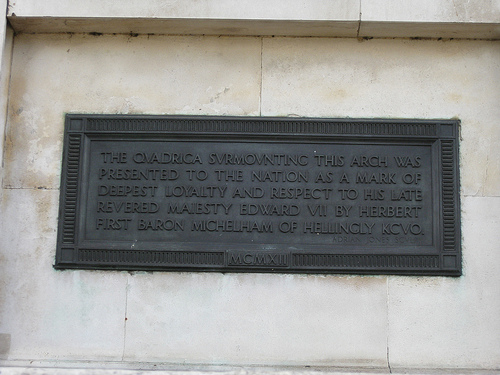 THE QVADRIGA SVRMOVNTING THIS ARCH WAS
PRESENTED TO THE NATION AS A MARK OF
DEEPEST LOYALTY AND RESPECT TO HIS LATE
REVERED MAJESTY EDWARD VII BY HERBERT
FIRST BARON MICHELHAM OF HELLINGLY KCVO.
MCMXII